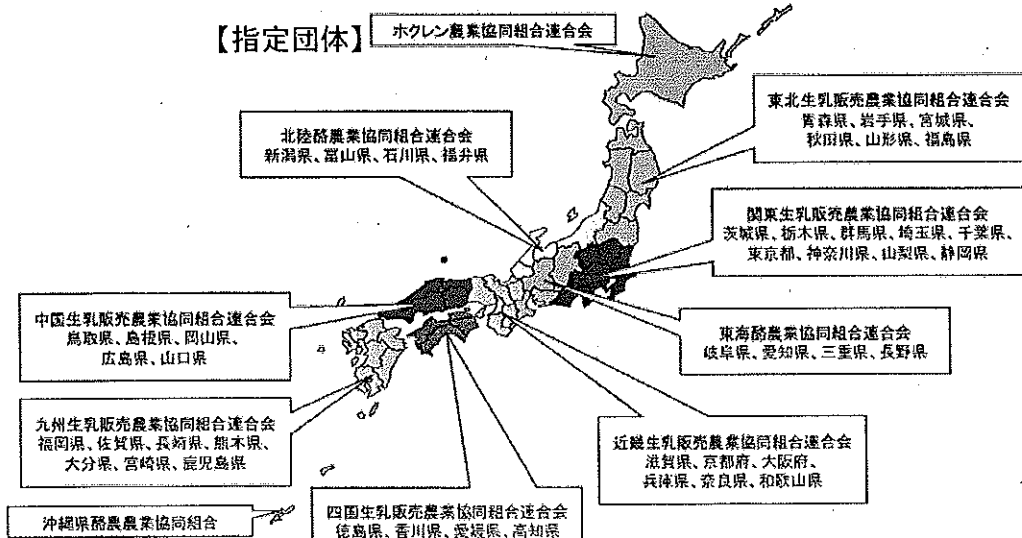 【指定団体】
ホクレン農業協同組合連合会
東北生乳販売農業協同組合連合会
青森県、岩手県、宮城県、
秋田県、山形県、福島県
北陸酪農業協同組合連合会
新潟県、富山県、石川県、福井県
関東生乳販売農業協同組合連合会
茨城県、栃木県、群馬県、埼玉県、千葉県、
東京都、神奈川県、山梨県、静岡県
中国生乳販売農業協同組合連合会
鳥取県、島根県、岡山県、
広島県、山口県
東海酪農業協同組合連合会
岐阜県、愛知県、三重県、長野県
九州生乳販売農業協同組合連合会
福岡県、佐賀県、長崎県、熊本県、
大分県、宮崎県、鹿児島県
近畿生乳販売農業協同組合連合会
滋賀県、京都府、大阪府、
兵庫県、奈良県、和歌山県
四国生乳販売農業協同組合連合会
徳島県、香川県、愛媛県、高知県
沖縄県酪農農業協同組合